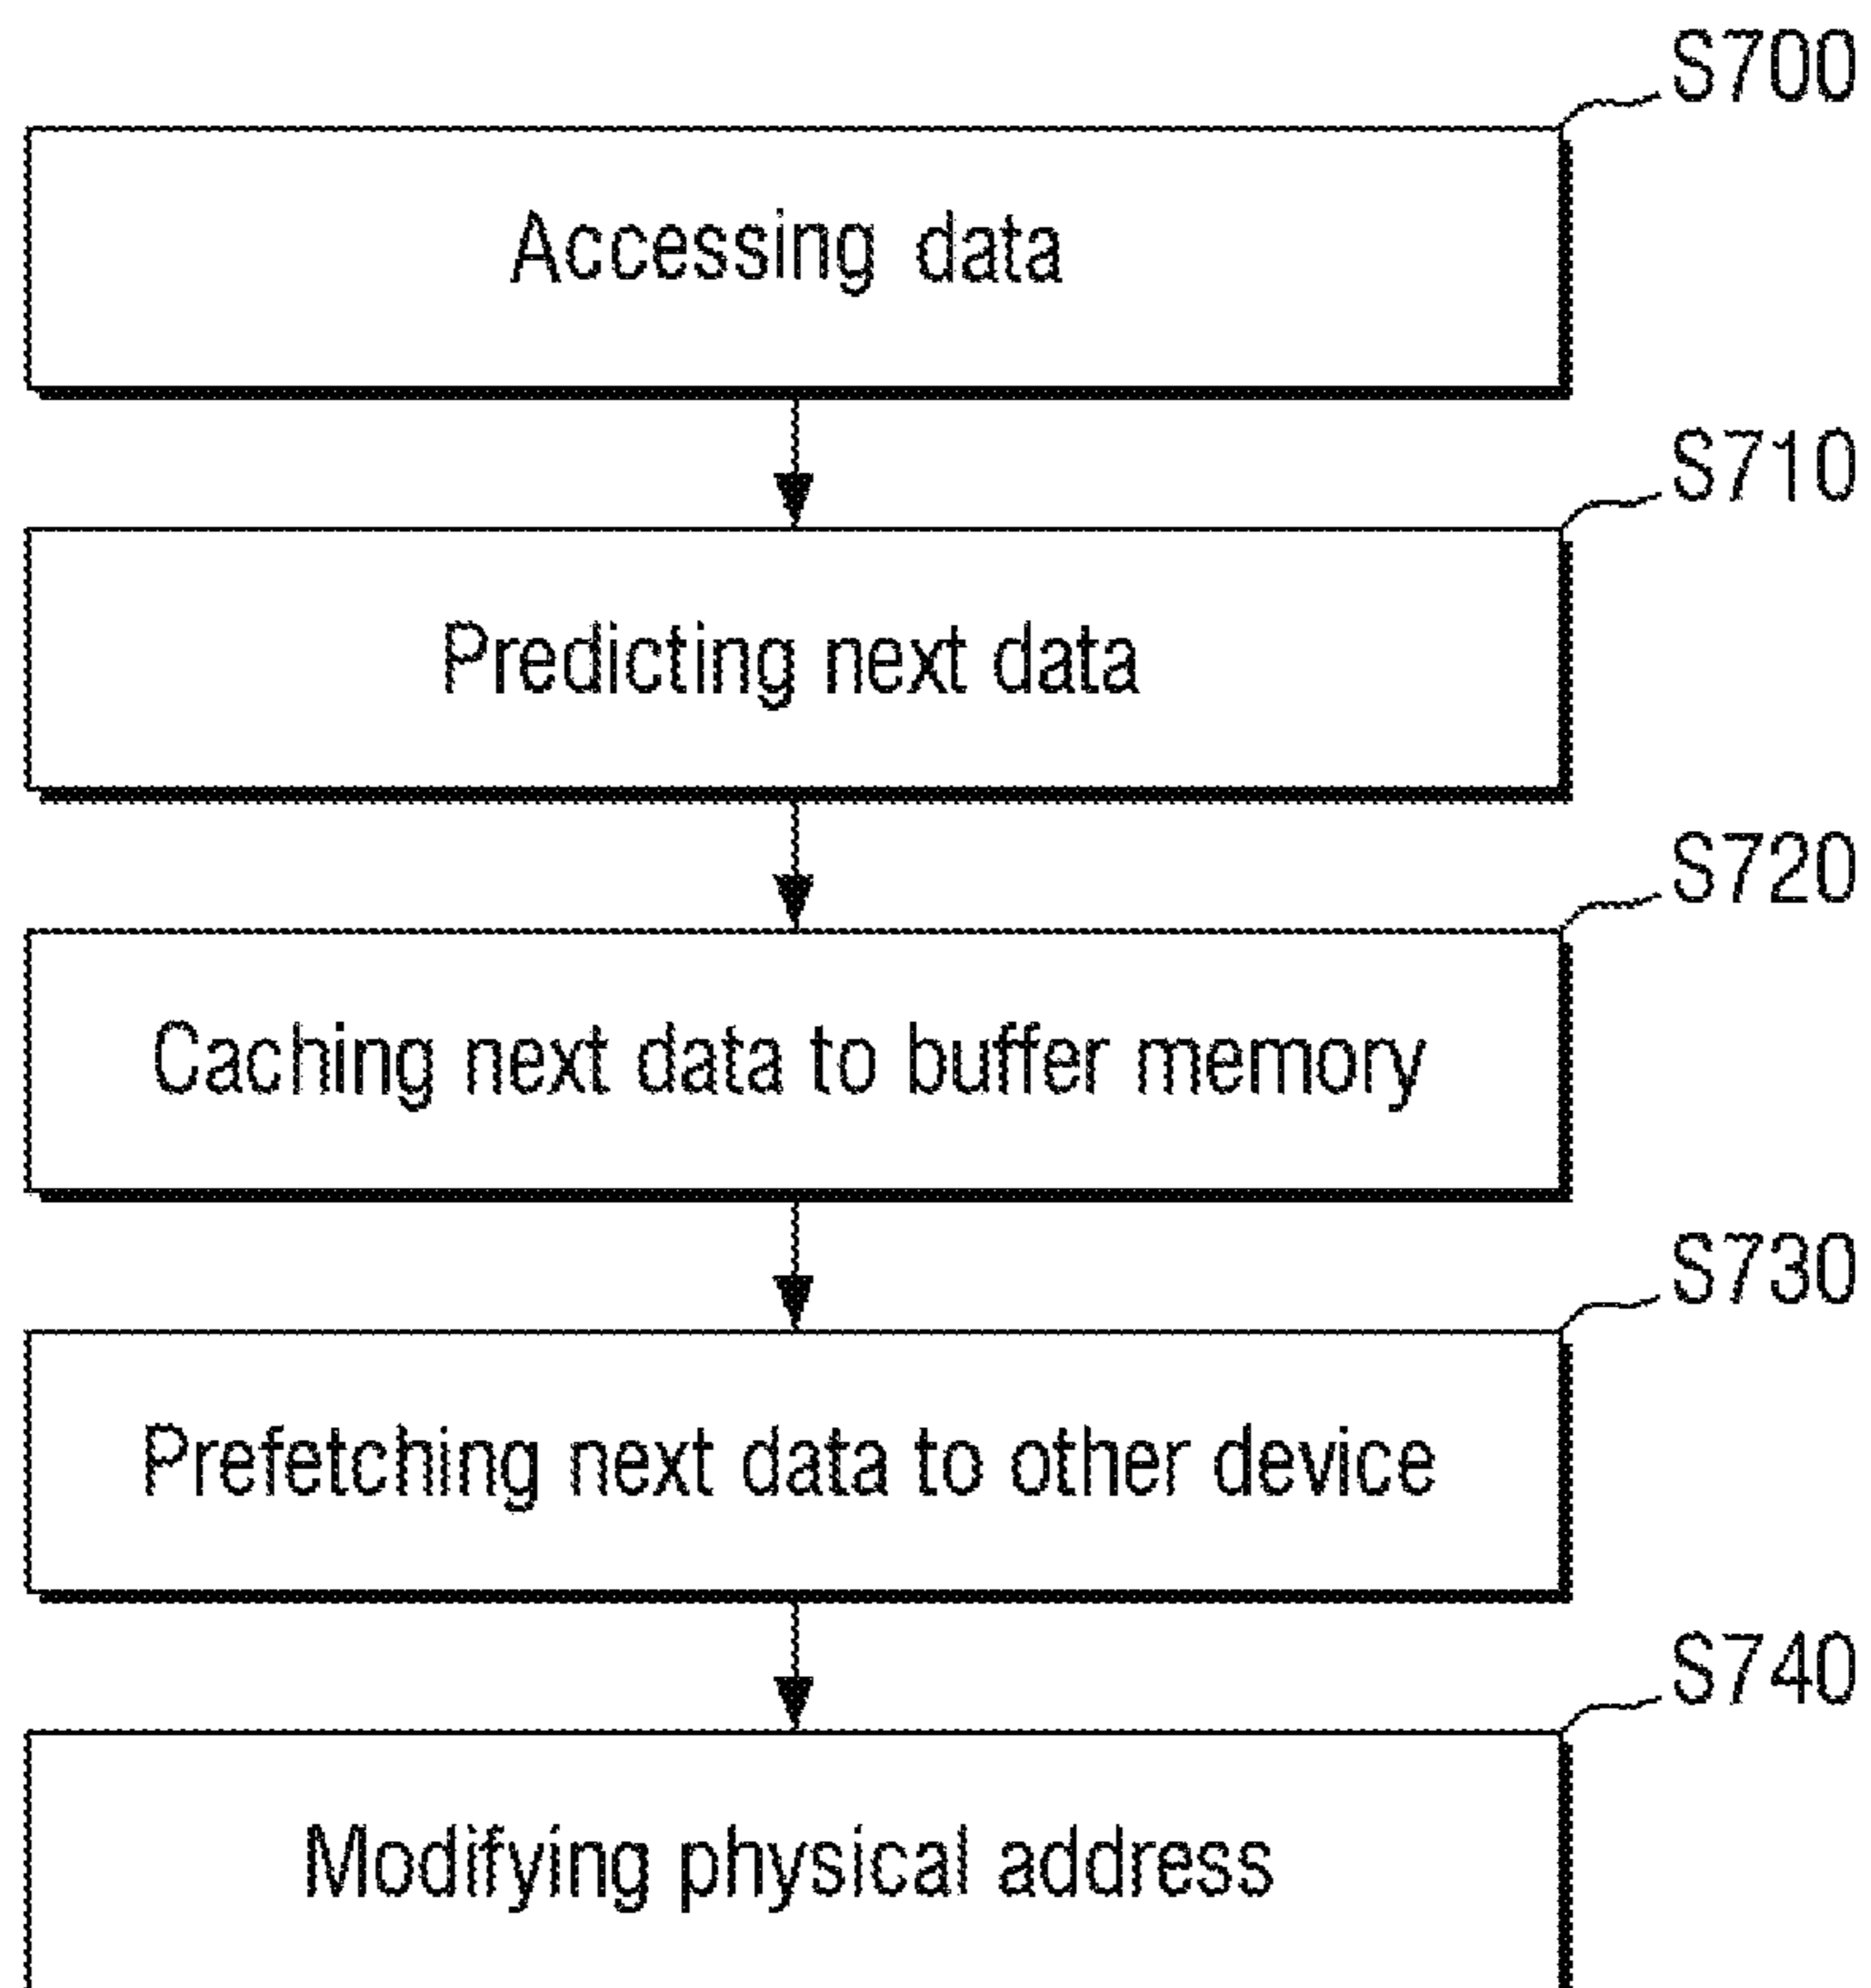 S700
Accessing data
S710
Predicting next data
S720
Caching next data to buffer memory
S730
Prefetching next data to other device
S740
Modifying physical address